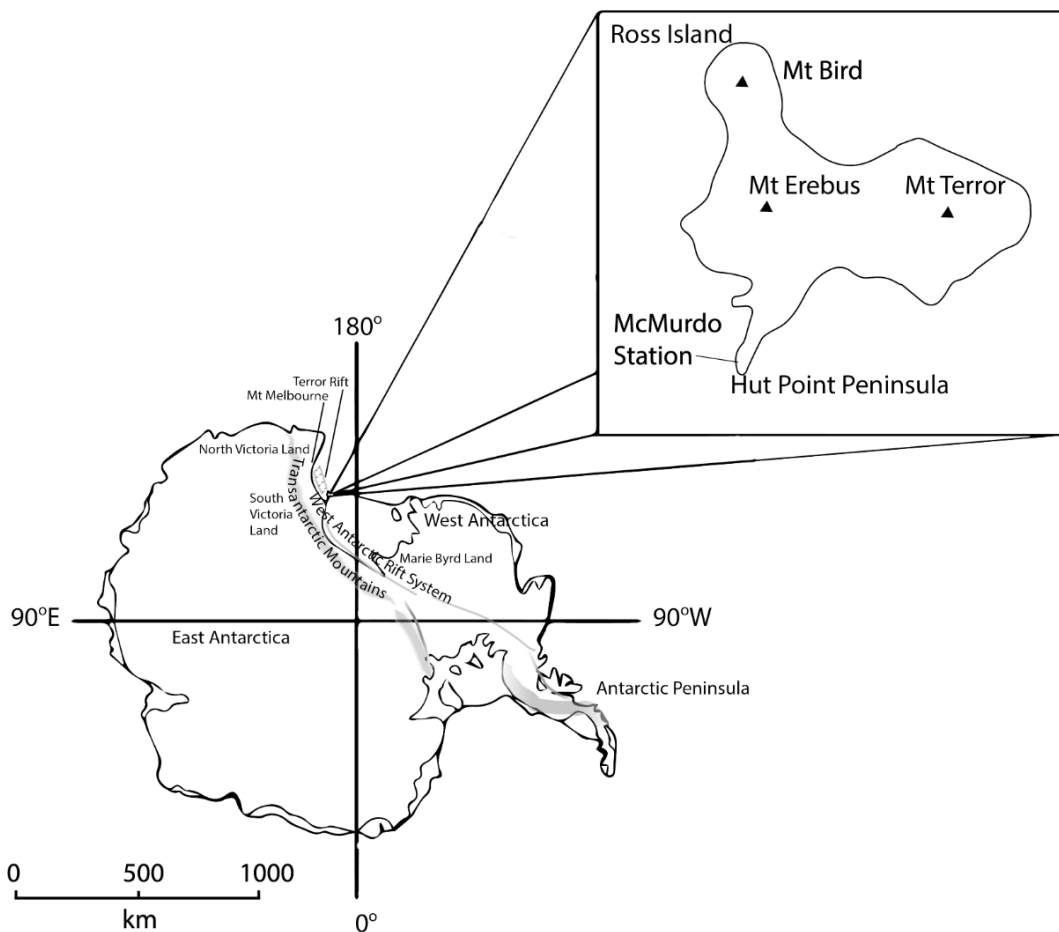 Ross Island
Mt Bird
Mt Erebus
Mt Terror
McMurdo
Station
Hut Point Peninsula
180°
Terror Rift
Mt Melbourne
North Victoria Land
South
Victoria
Land
Transantarctic Mountains
West Antarctic Rift System
West Antarctica
Marie Byrd Land
90°E
90°W
East Antarctica
Antarctic Peninsula
0
500
1000
km
0°